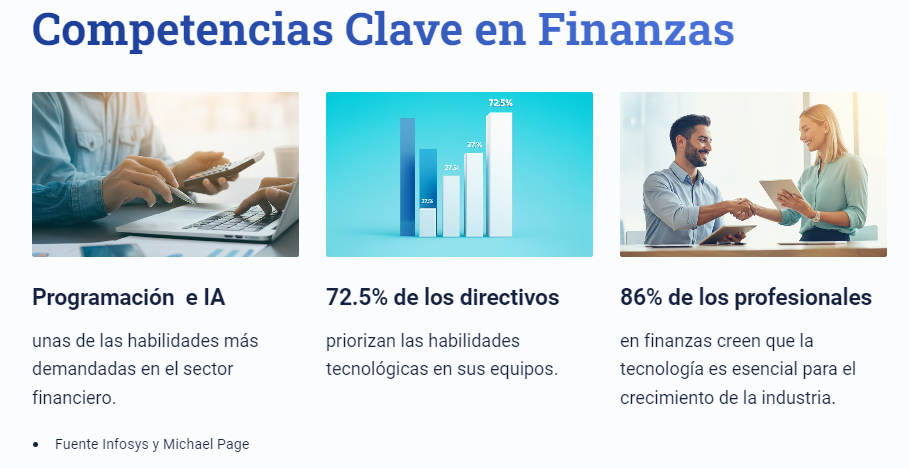 Competencias Clave en Finanzas
72.5%
Programación e IA
unas de las habilidades más
demandadas en el sector
financiero.
72.5% de los directivos
priorizan las habilidades
tecnológicas en sus equipos.
86% de los profesionales
en finanzas creen que la
tecnología es esencial para el
crecimiento de la industria.
Fuente Infosys y Michael Page